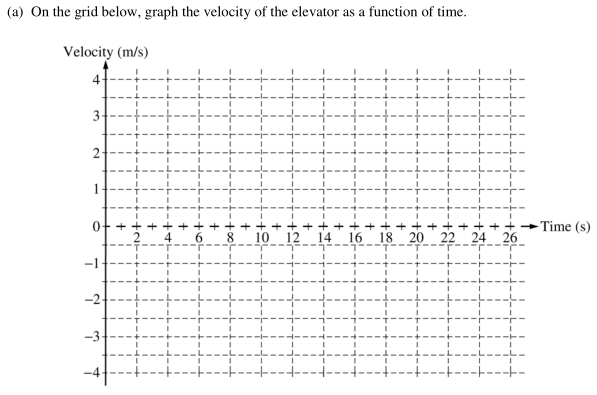 (a) On the grid below, graph the velocity of the elevator as a function of time.
Velocity (m/s)
4
3
2
1
0
Time (s)
2 4 6 8 10 12 14 16 18 20 22 24 26
−1
−2
−3
−4